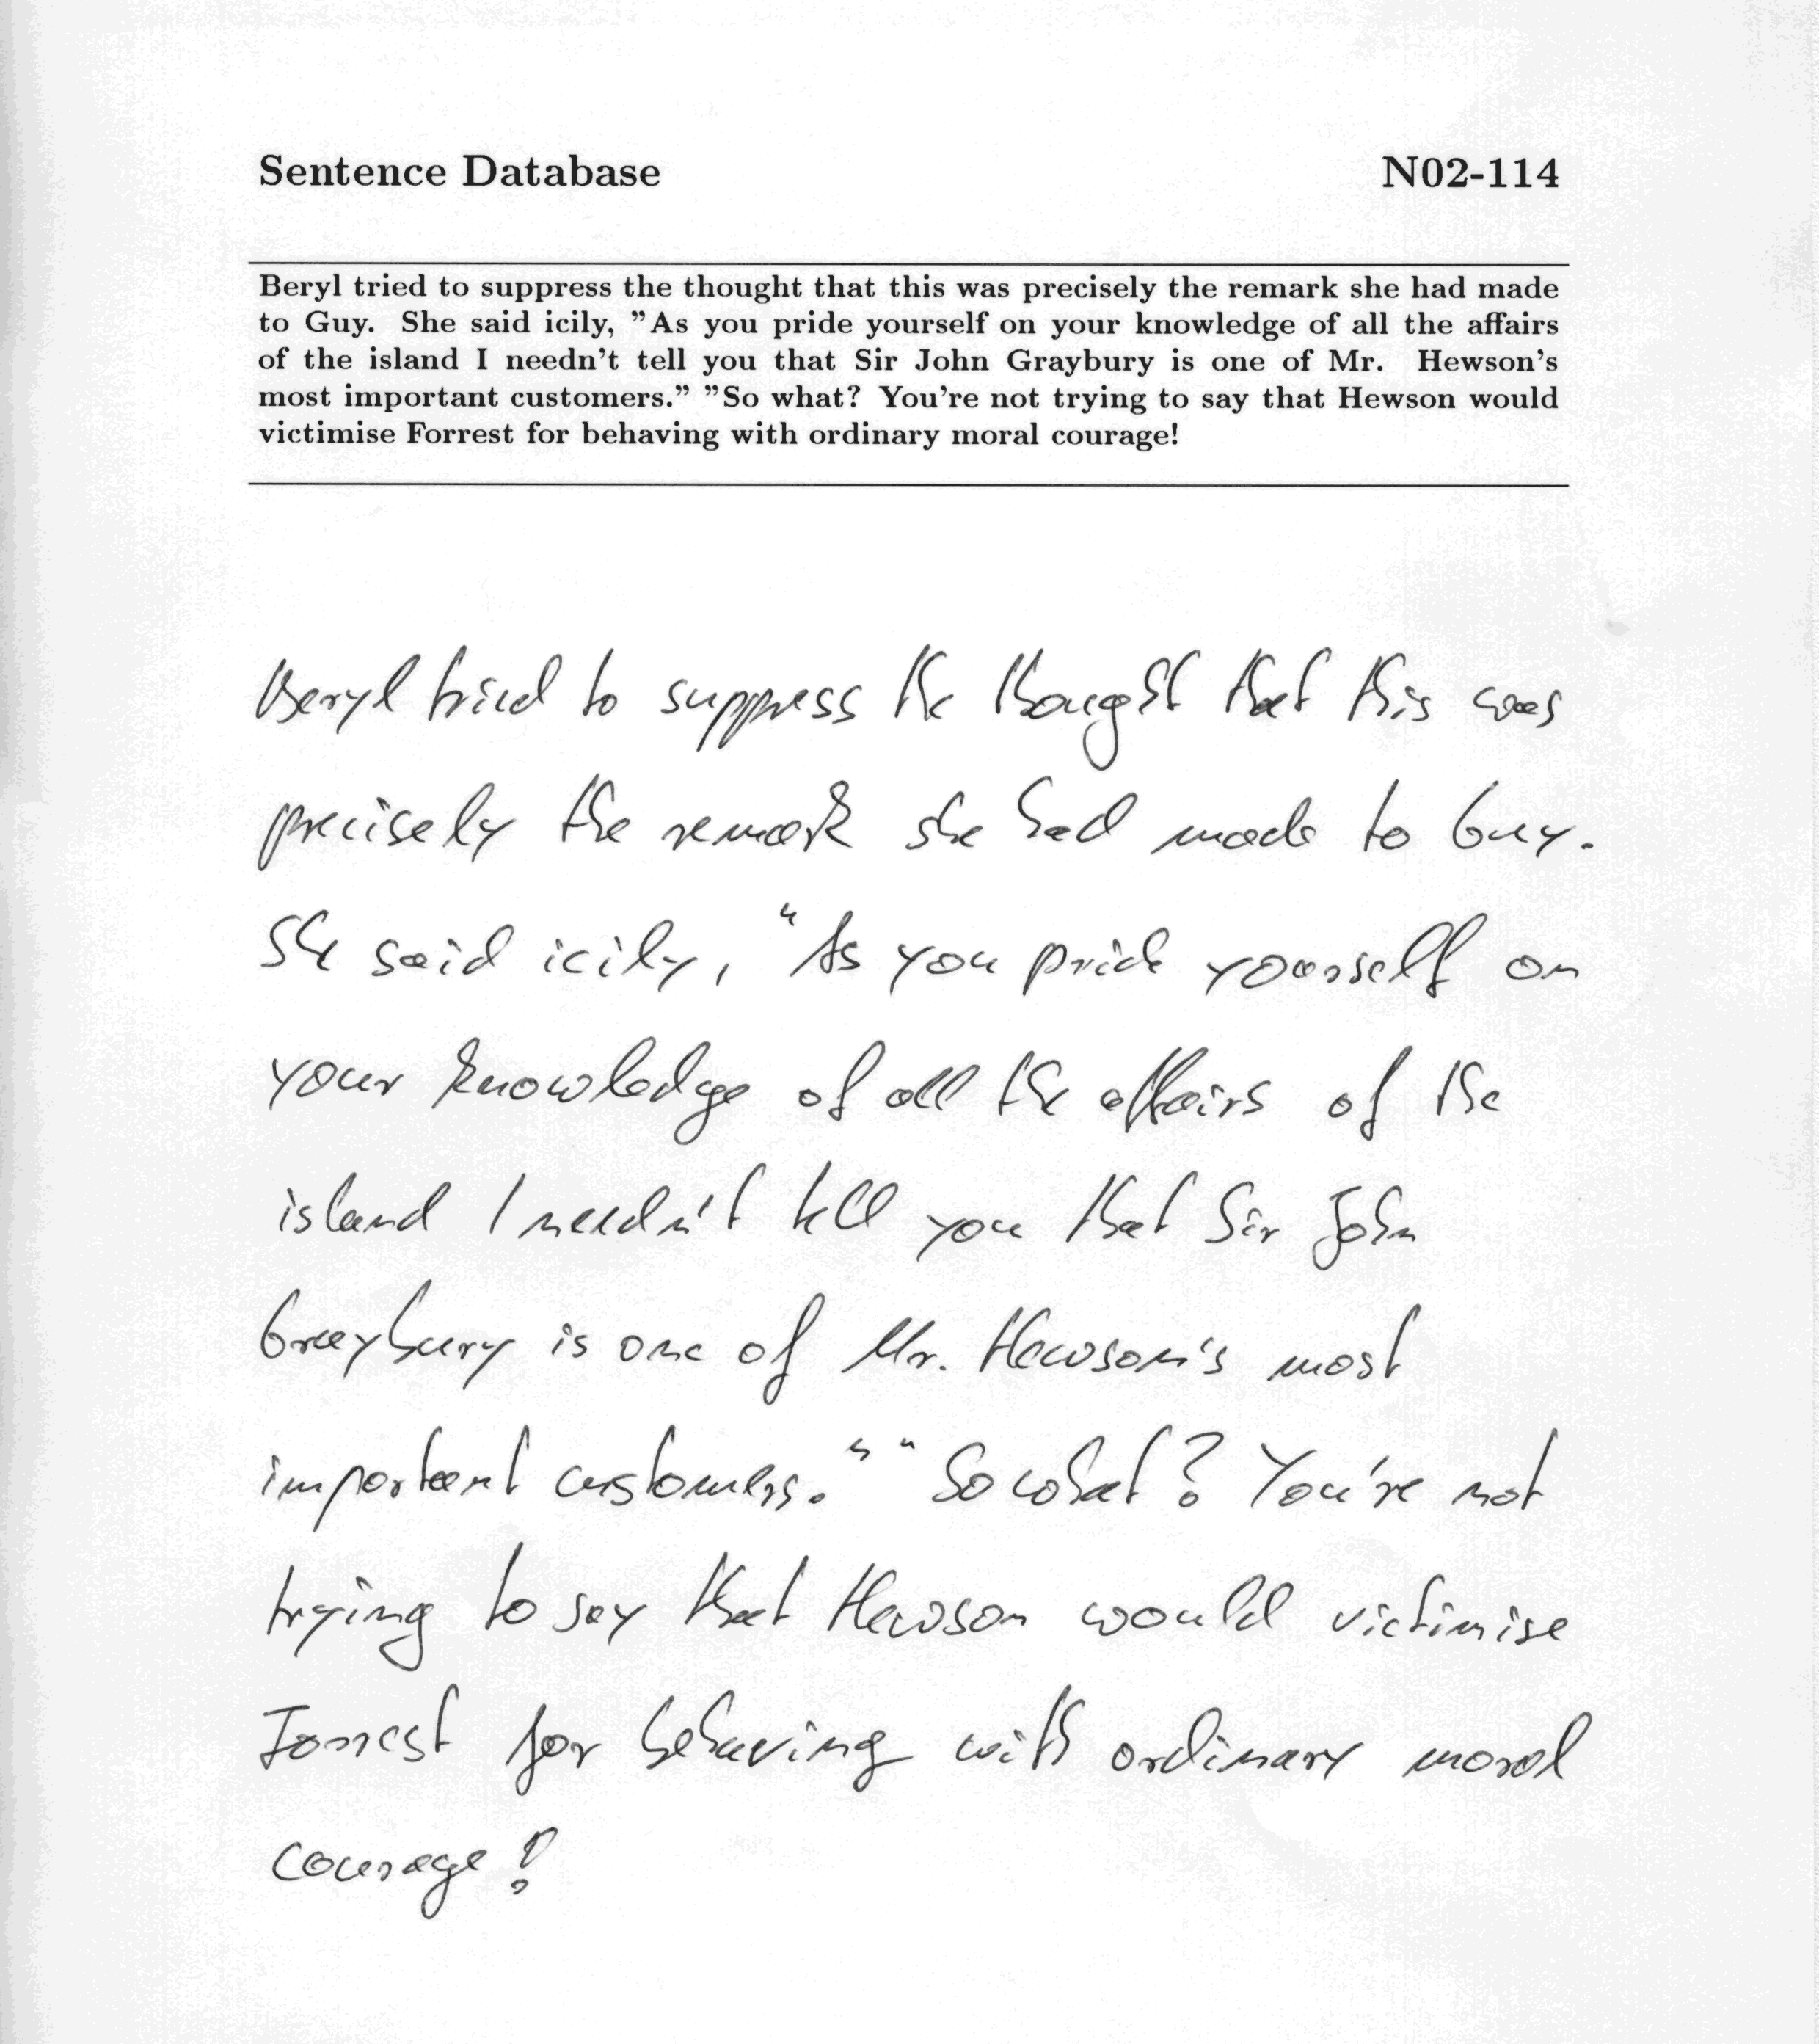 Sentence Database N02-114
Beryl tried to suppress the thought that this was precisely the remark she had made
to Guy. She said icily, "As you pride yourself on your knowledge of all the affairs
of the island I needn't tell you that Sir John Graybury is one of Mr. Hewson's
most important customers." "So what? You're not trying to say that Hewson would
victimise Forrest for behaving with ordinary moral courage!
Beryl tried to suppress the thought that this was
precisely the remark she had made to Guy.
She said icily, "As you pride yourself on
your knowledge of all the affairs of the
island I needn't tell you that Sir John
Graybury is one of Mr. Hewson's most
important customers." "So what? You're not
trying to say that Hewson would victimise
Forrest for behaving with ordinary moral
courage!